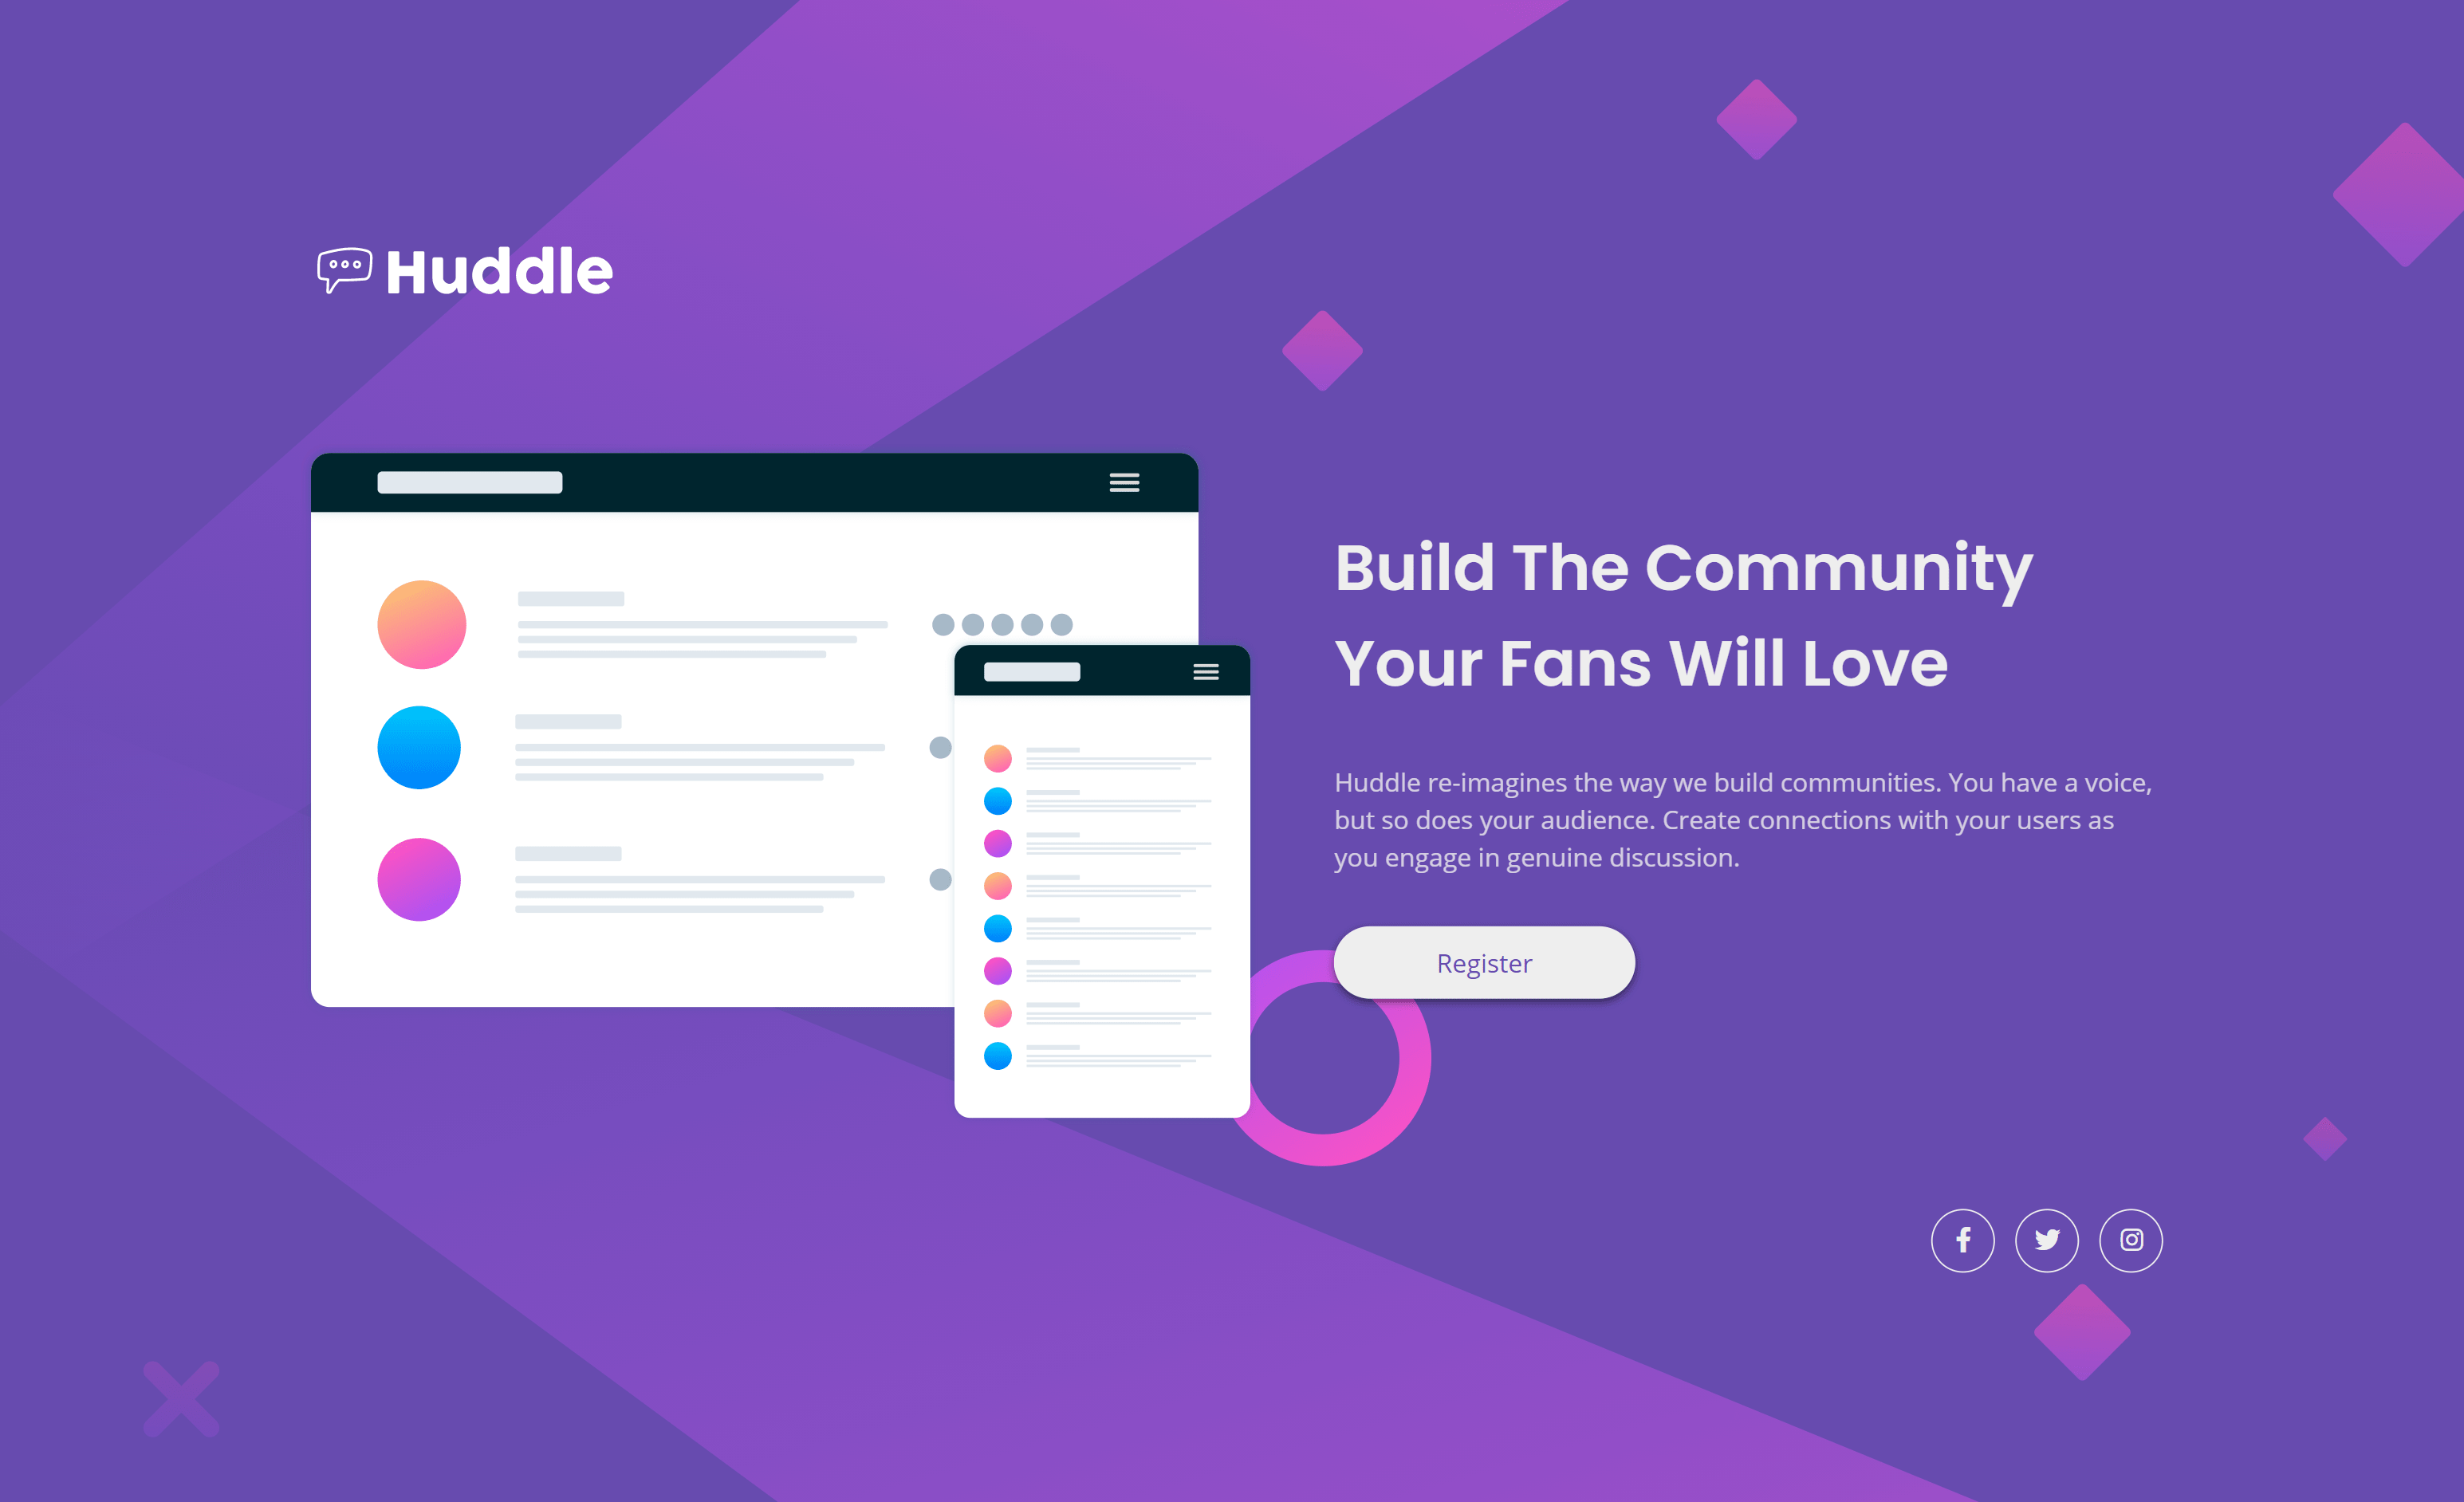 Huddle
Build The Community
Your Fans Will Love
Huddle re-imagines the way we build communities. You have a voice,
but so does your audience. Create connections with your users as
you engage in genuine discussion.
Register